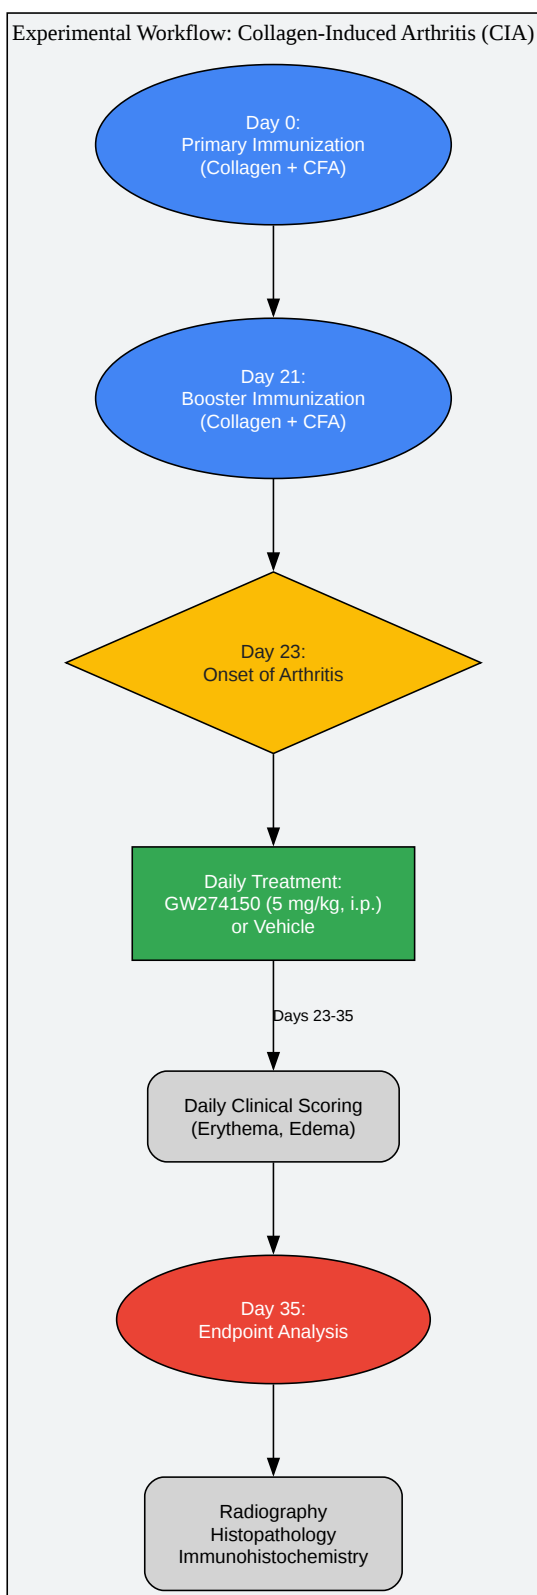 Experimental Workflow: Collagen-Induced Arthritis (CIA)
Day 0:
Primary Immunization
(Collagen + CFA)
Day 21:
Booster Immunization
(Collagen + CFA)
Day 23:
Onset of Arthritis
Daily Treatment:
GW274150 (5 mg/kg, i.p.)
or Vehicle
Days 23-35
Daily Clinical Scoring
(Erythema, Edema)
Day 35:
Endpoint Analysis
Radiography
Histopathology
Immunohistochemistry